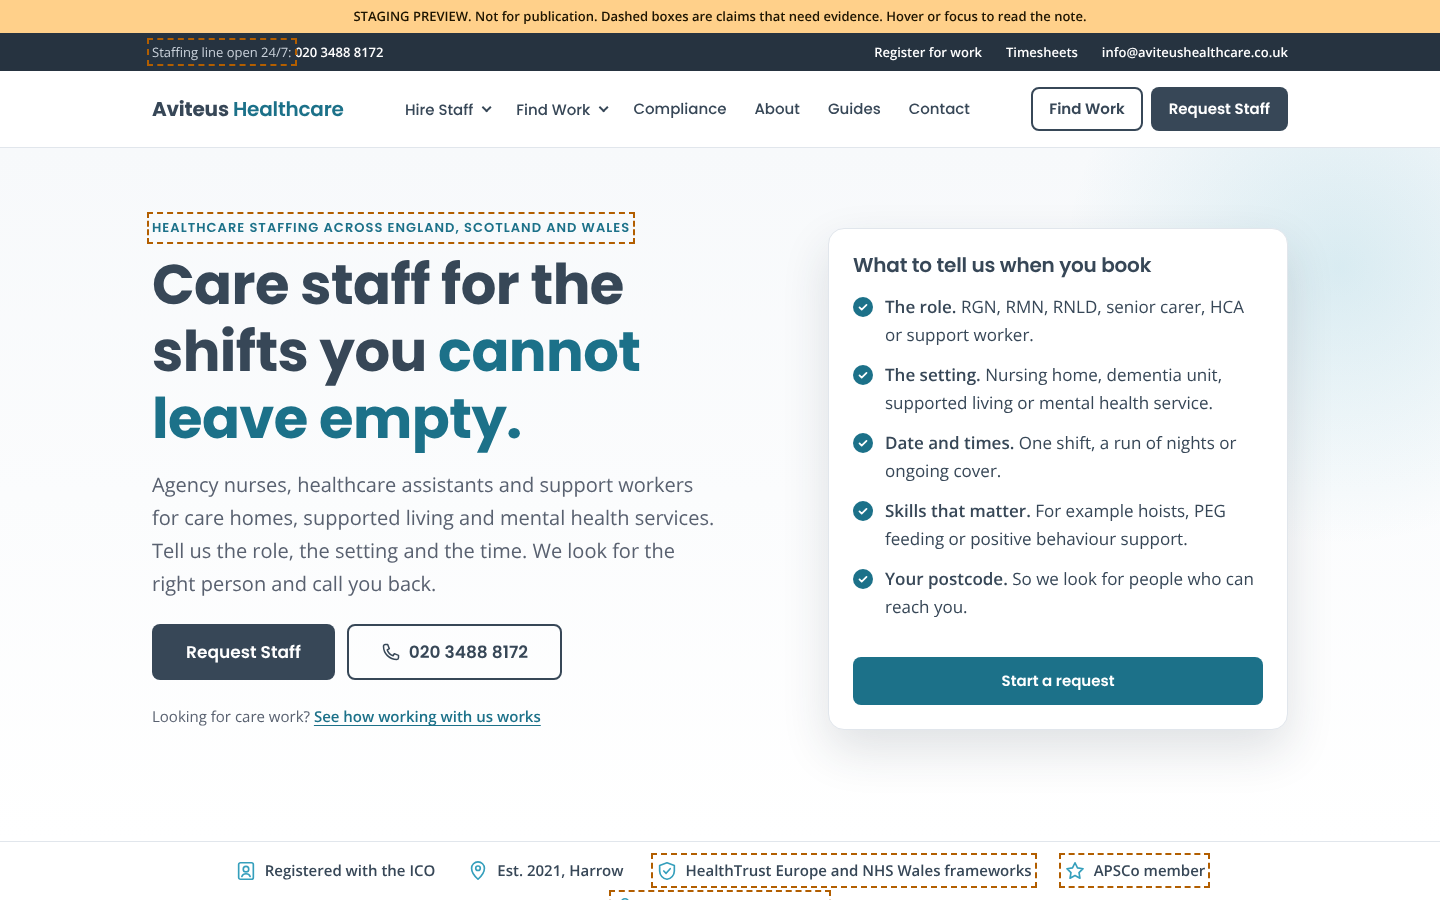 STAGING PREVIEW. Not for publication. Dashed boxes are claims that need evidence. Hover or focus to read the note.
Staffing line open 24/7: 020 3488 8172
Register for work
Timesheets
info@aviteushealthcare.co.uk
Aviteus Healthcare
Hire Staff
Find Work
Compliance
About
Guides
Contact
Find Work
Request Staff
HEALTHCARE STAFFING ACROSS ENGLAND, SCOTLAND AND WALES
Care staff for the
shifts you cannot
leave empty.
Agency nurses, healthcare assistants and support workers
for care homes, supported living and mental health services.
Tell us the role, the setting and the time. We look for the
right person and call you back.
Request Staff
020 3488 8172
Looking for care work? See how working with us works
What to tell us when you book
The role. RGN, RMN, RNLD, senior carer, HCA
or support worker.
The setting. Nursing home, dementia unit,
supported living or mental health service.
Date and times. One shift, a run of nights or
ongoing cover.
Skills that matter. For example hoists, PEG
feeding or positive behaviour support.
Your postcode. So we look for people who can
reach you.
Start a request
Registered with the ICO
Est. 2021, Harrow
HealthTrust Europe and NHS Wales frameworks
APSCo member